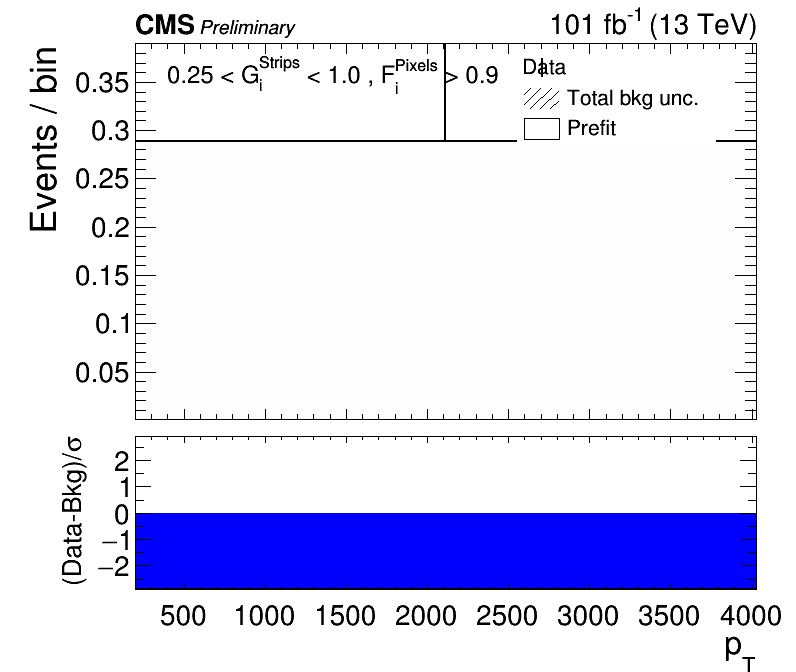 CMS Preliminary 101 fb⁻¹ (13 TeV)
Events / bin
0.25 < G_i^Strips < 1.0 , F_i^Pixels > 0.9
Data
Total bkg unc.
Prefit
0.35
0.3
0.25
0.2
0.15
0.1
0.05
(Data-Bkg)/σ
2
1
0
−1
−2
500 1000 1500 2000 2500 3000 3500 4000
p_T